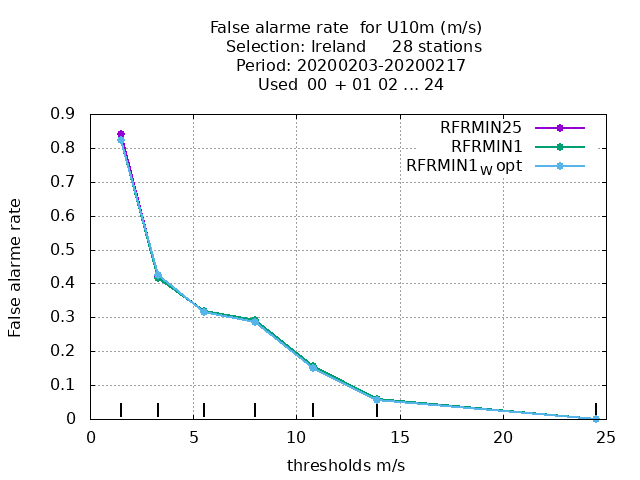 False alarme rate  for U10m (m/s)
Selection: Ireland     28 stations
Period: 20200203-20200217
Used  00  + 01 02 ... 24
RFRMIN25
RFRMIN1
RFRMIN1W opt
False alarme rate
0.9
0.8
0.7
0.6
0.5
0.4
0.3
0.2
0.1
0
0 5 10 15 20 25
thresholds m/s